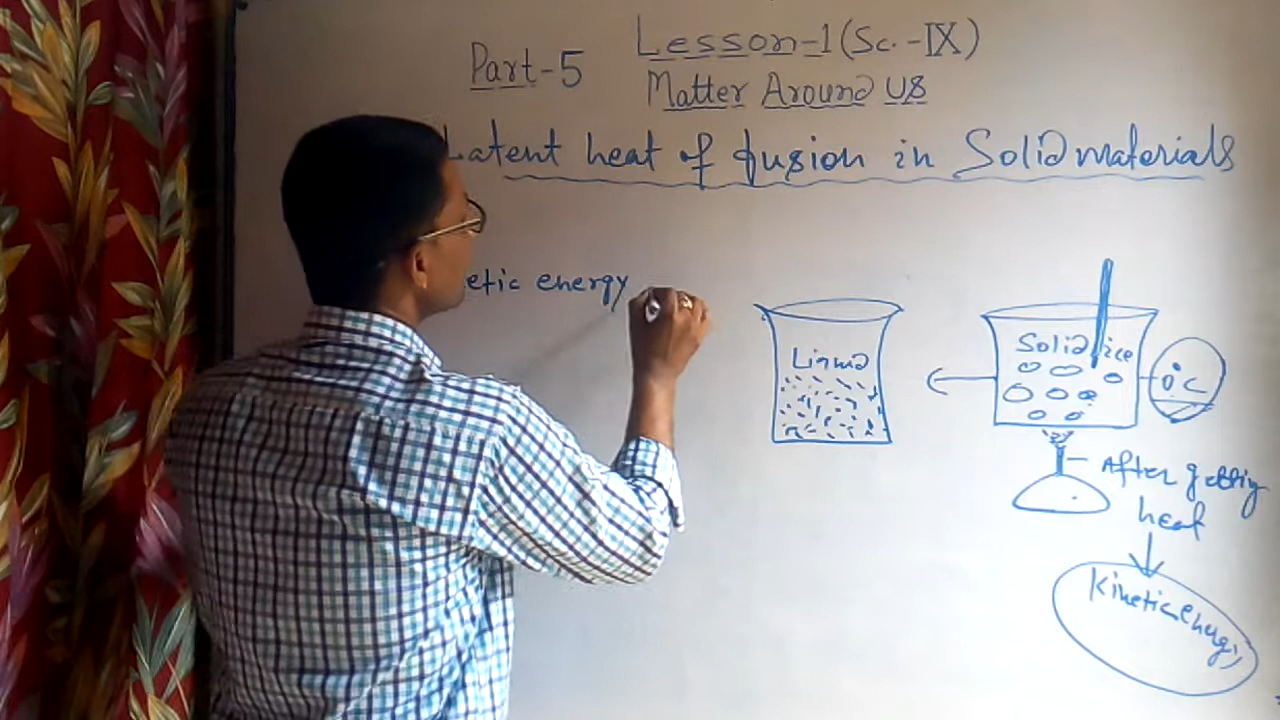 Part-5
Lesson-1 (Sc.-IX)
Matter Around us
Latent heat of fusion in Solid materials
etic energy
Liquid
Solid ice
0°C
After getting
heat
Kinetic energy